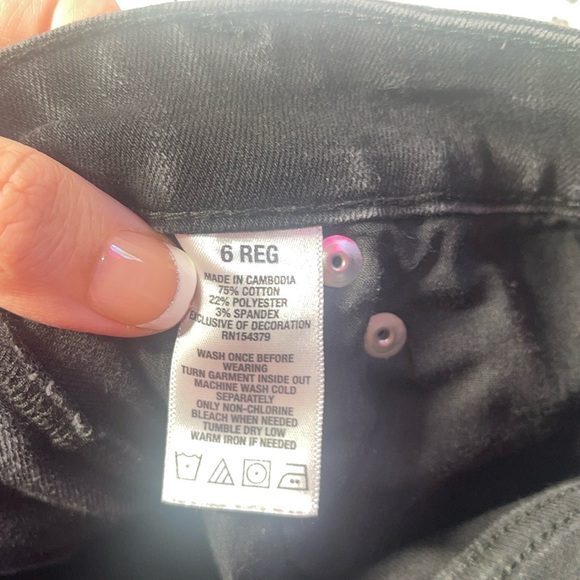 6 REG
MADE IN CAMBODIA
75% COTTON
22% POLYESTER
3% SPANDEX
EXCLUSIVE OF DECORATION
RN154379
WASH ONCE BEFORE
WEARING
TURN GARMENT INSIDE OUT
MACHINE WASH COLD
SEPARATELY
ONLY NON-CHLORINE
BLEACH WHEN NEEDED
TUMBLE DRY LOW
WARM IRON IF NEEDED